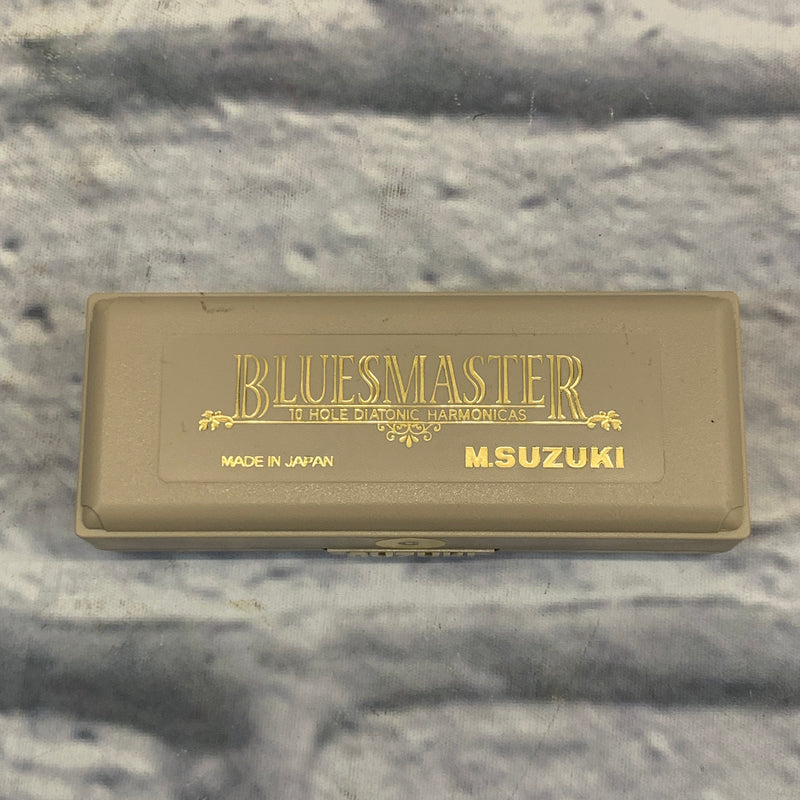 BLUESMASTER
10 HOLE DIATONIC HARMONICAS
MADE IN JAPAN
M.SUZUKI